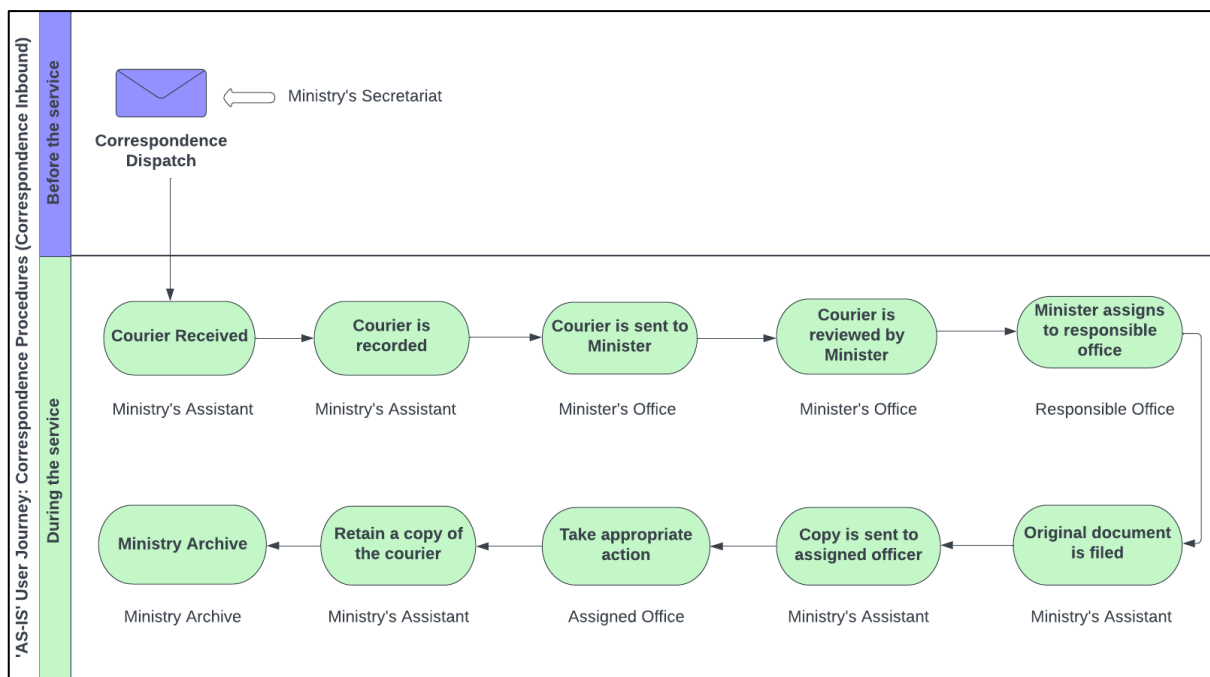 'AS-IS' User Journey: Correspondence Procedures (Correspondence Inbound)
Before the service
Ministry's Secretariat
Correspondence
Dispatch
During the service
Courier Received
Courier is
recorded
Courier is sent to
Minister
Courier is
reviewed by
Minister
Minister assigns
to responsible
office
Ministry's Assistant
Ministry's Assistant
Minister's Office
Minister's Office
Responsible Office
Ministry Archive
Retain a copy of
the courier
Take appropriate
action
Copy is sent to
assigned officer
Original document
is filed
Ministry Archive
Ministry's Assistant
Assigned Office
Ministry's Assistant
Ministry's Assistant